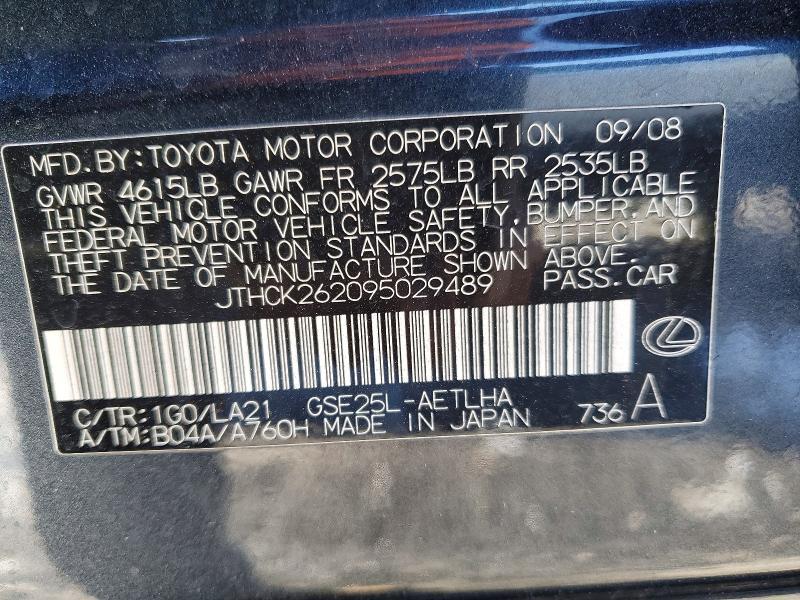 MFD.BY:TOYOTA MOTOR CORPORATION 09/08
GVWR 4615LB GAWR FR 2575LB RR 2535LB
THIS VEHICLE CONFORMS TO ALL APPLICABLE
FEDERAL MOTOR VEHICLE SAFETY,BUMPER,AND
THEFT PREVENTION STANDARDS IN EFFECT ON
THE DATE OF MANUFACTURE SHOWN ABOVE.
JTHCK262095029489 PASS.CAR
C/TR:1G0/LA21 GSE25L-AETLHA
A/TM:B04A/A760H MADE IN JAPAN 736 A